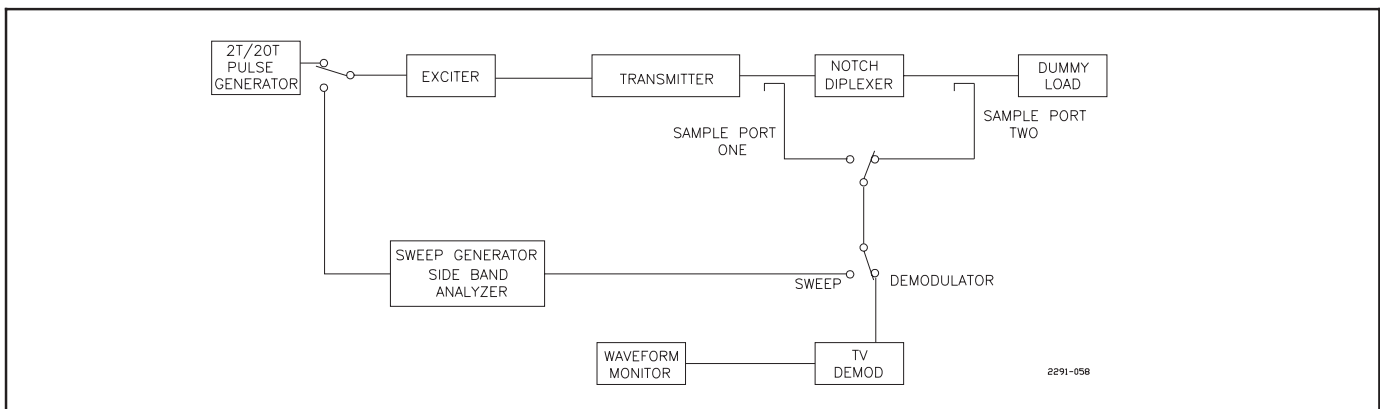 2T/20T
PULSE
GENERATOR
EXCITER
TRANSMITTER
NOTCH
DIPLEXER
DUMMY
LOAD
SAMPLE PORT
ONE
SAMPLE PORT
TWO
SWEEP GENERATOR
SIDE BAND
ANALYZER
SWEEP
DEMODULATOR
WAVEFORM
MONITOR
TV
DEMOD
2291-058